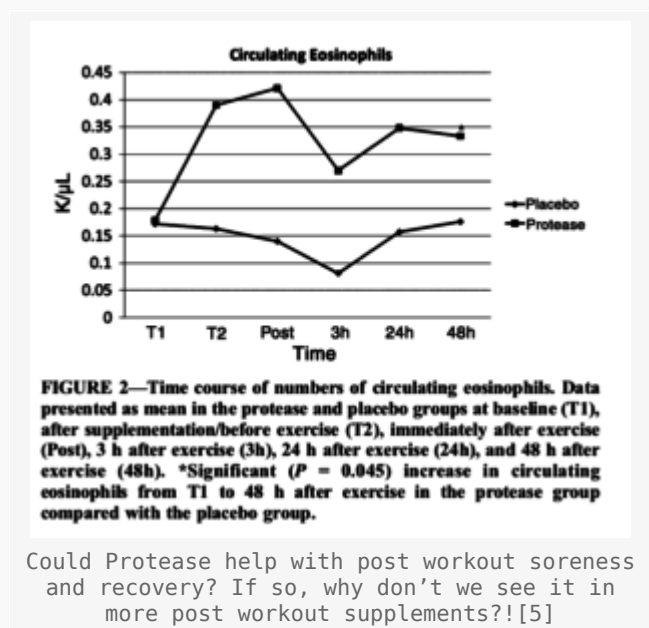 Circulating Eosinophils
0.45
0.4
0.35
0.3
0.25
0.2
0.15
0.1
0.05
0
K/µL
T1 T2 Post 3h 24h 48h
Time
*
Placebo
Protease
FIGURE 2—Time course of numbers of circulating eosinophils. Data
presented as mean in the protease and placebo groups at baseline (T1),
after supplementation/before exercise (T2), immediately after exercise
(Post), 3 h after exercise (3h), 24 h after exercise (24h), and 48 h after
exercise (48h). *Significant (P = 0.045) increase in circulating
eosinophils from T1 to 48 h after exercise in the protease group
compared with the placebo group.
Could Protease help with post workout soreness
and recovery? If so, why don’t we see it in
more post workout supplements?![5]